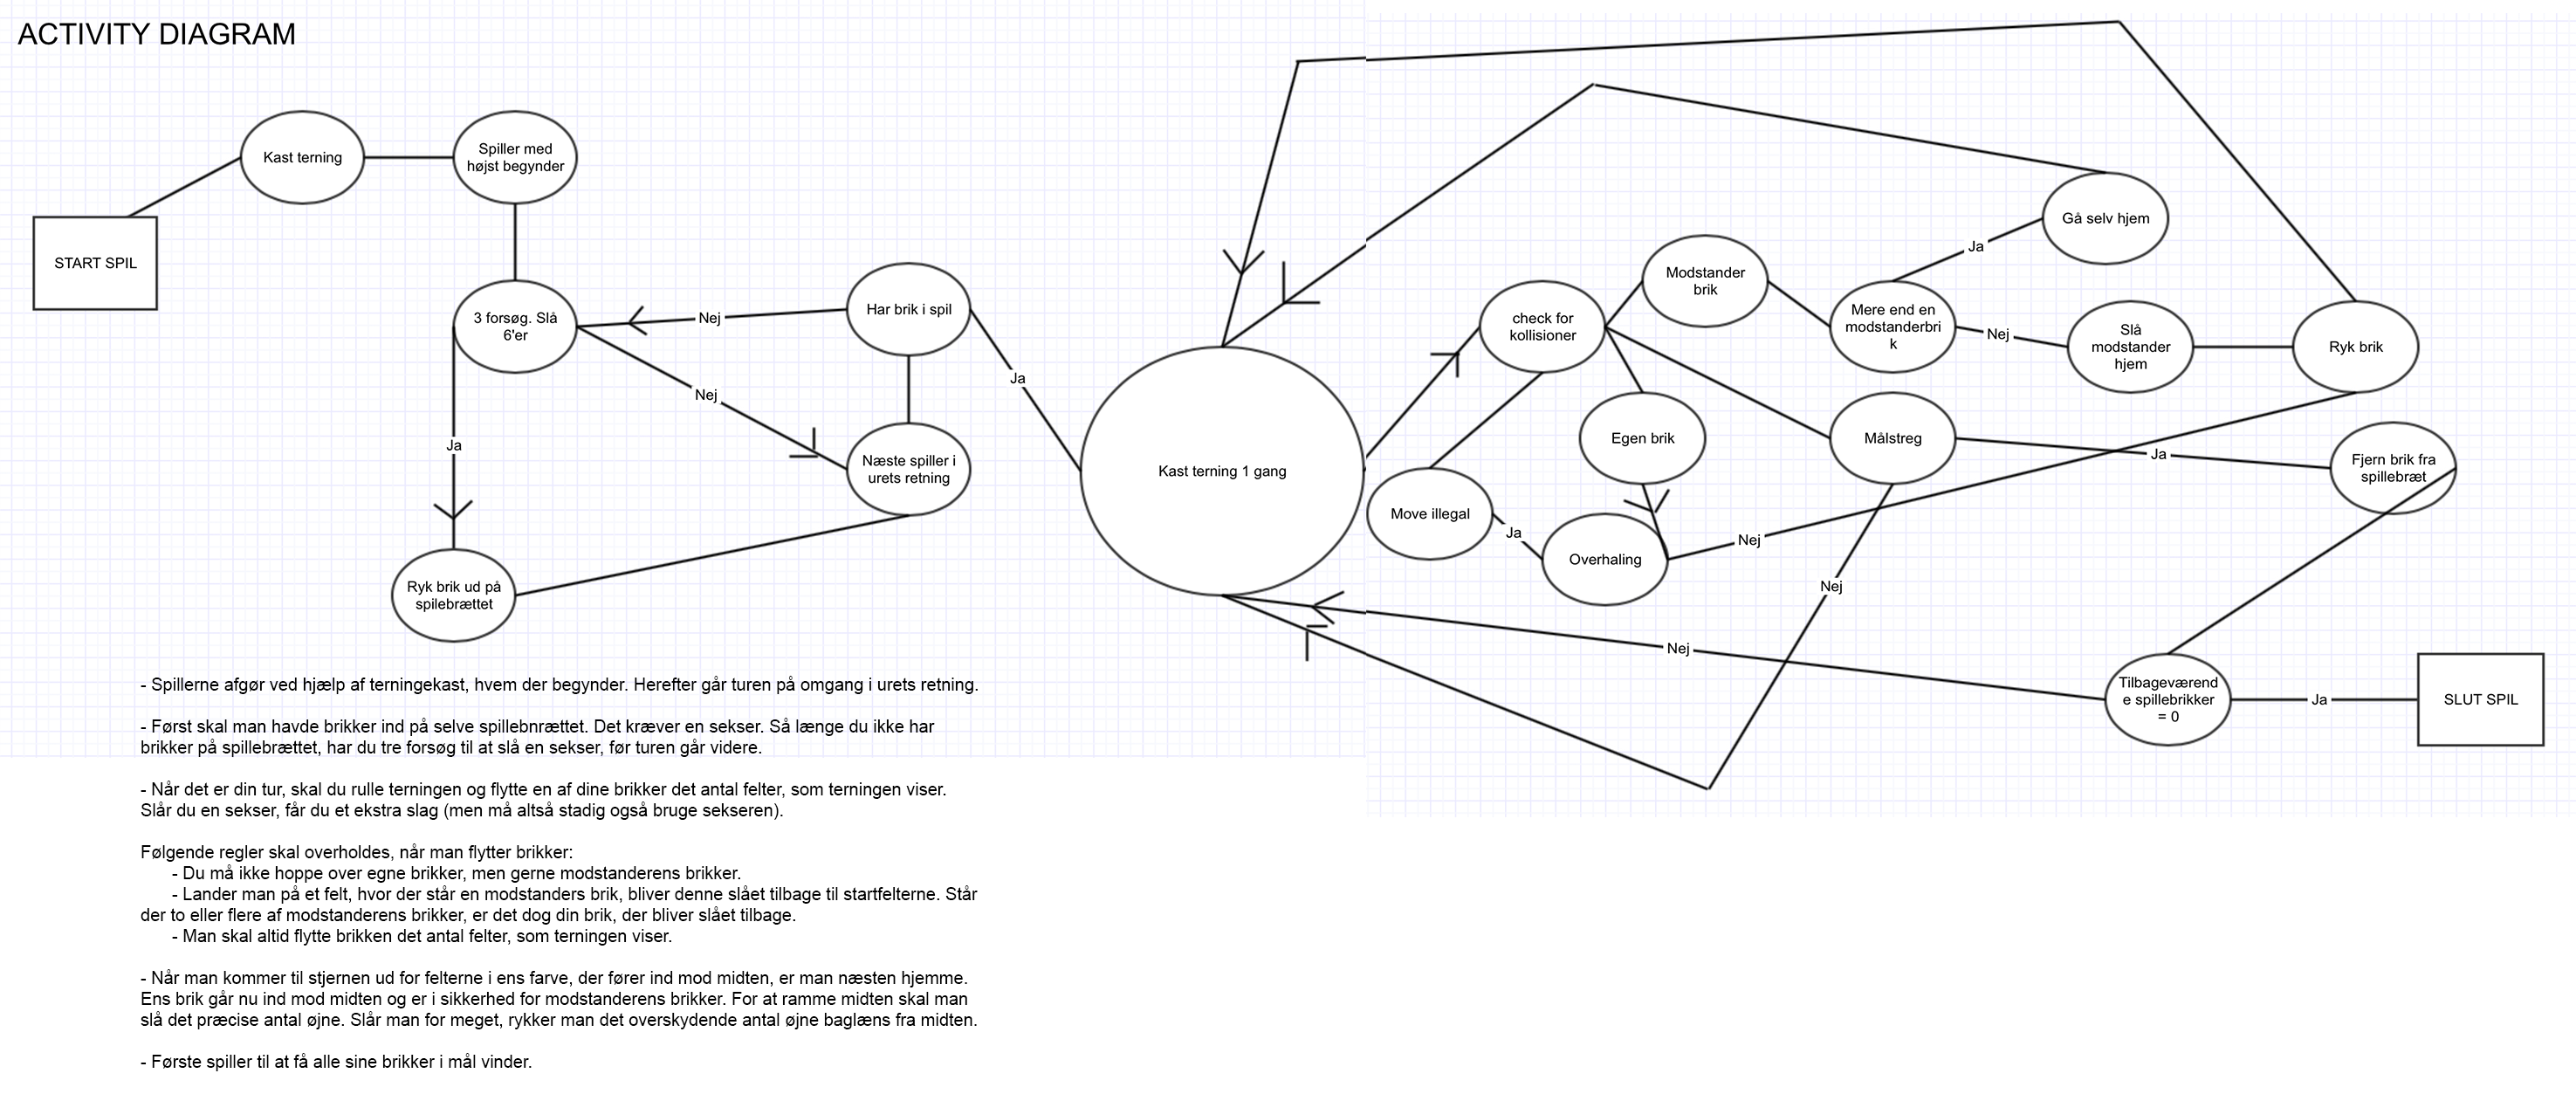 ACTIVITY DIAGRAM
Kast terning
Spiller med
højst begynder
START SPIL
3 forsøg. Slå
6'er
Nej
Har brik i spil
Nej
Ja
Ja
Næste spiller i
urets retning
Ryk brik ud på
spilebrættet
Kast terning 1 gang
check for
kollisioner
Modstander
brik
Gå selv hjem
Ja
Mere end en
modstanderbri
k
Nej
Slå
modstander
hjem
Ryk brik
Egen brik
Målstreg
Ja
Fjern brik fra
spillebræt
Move illegal
Ja
Overhaling
Nej
Nej
Nej
Tilbageværend
e spillebrikker
= 0
Ja
SLUT SPIL
- Spillerne afgør ved hjælp af terningekast, hvem der begynder. Herefter går turen på omgang i urets retning.
- Først skal man havde brikker ind på selve spillebnrættet. Det kræver en sekser. Så længe du ikke har
brikker på spillebrættet, har du tre forsøg til at slå en sekser, før turen går videre.
- Når det er din tur, skal du rulle terningen og flytte en af dine brikker det antal felter, som terningen viser.
Slår du en sekser, får du et ekstra slag (men må altså stadig også bruge sekseren).
Følgende regler skal overholdes, når man flytter brikker:
- Du må ikke hoppe over egne brikker, men gerne modstanderens brikker.
- Lander man på et felt, hvor der står en modstanders brik, bliver denne slået tilbage til startfelterne. Står
der to eller flere af modstanderens brikker, er det dog din brik, der bliver slået tilbage.
- Man skal altid flytte brikken det antal felter, som terningen viser.
- Når man kommer til stjernen ud for felterne i ens farve, der fører ind mod midten, er man næsten hjemme.
Ens brik går nu ind mod midten og er i sikkerhed for modstanderens brikker. For at ramme midten skal man
slå det præcise antal øjne. Slår man for meget, rykker man det overskydende antal øjne baglæns fra midten.
- Første spiller til at få alle sine brikker i mål vinder.